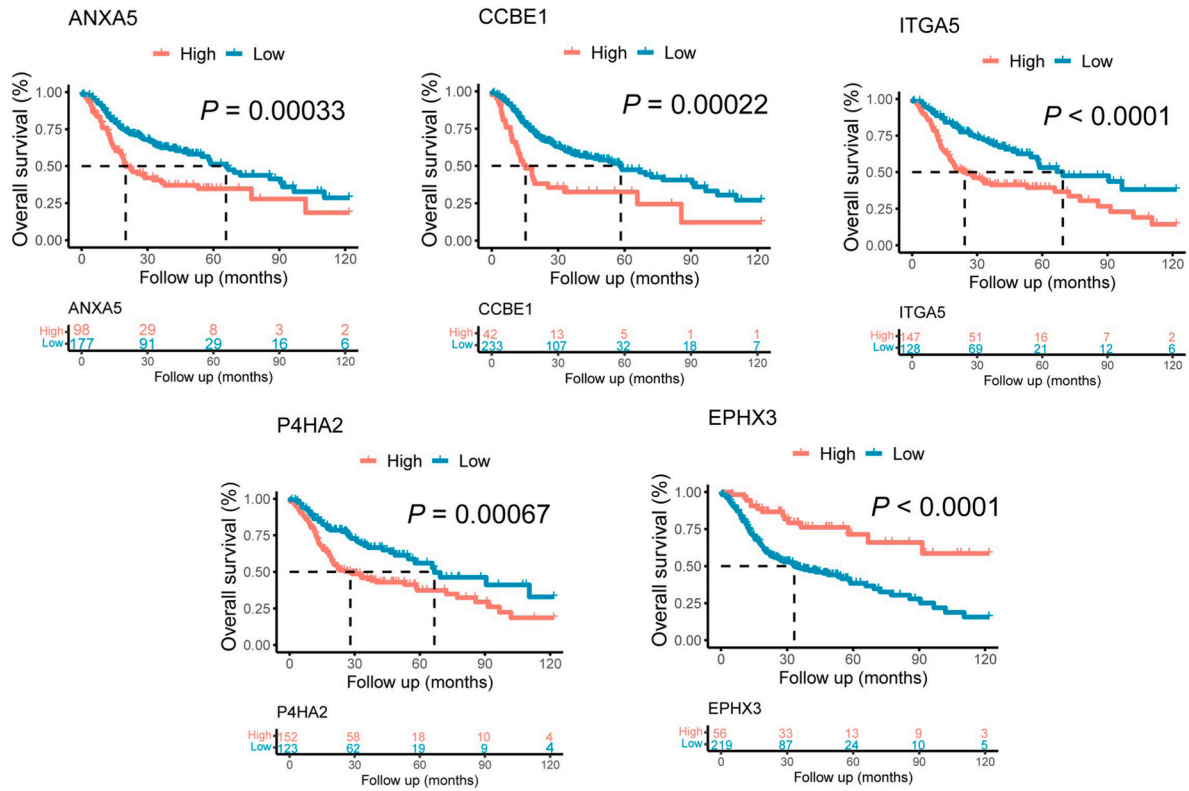 ANXA5
High Low
P = 0.00033
Overall survival (%)
1.00
0.75
0.50
0.25
0.00
0 30 60 90 120
Follow up (months)
ANXA5
High 98 29 8 3 2
Low 177 91 29 16 6
0 30 60 90 120
Follow up (months)
CCBE1
High Low
P = 0.00022
Overall survival (%)
1.00
0.75
0.50
0.25
0.00
0 30 60 90 120
Follow up (months)
CCBE1
High 42 13 5 1 1
Low 233 107 32 18 7
0 30 60 90 120
Follow up (months)
ITGA5
High Low
P < 0.0001
Overall survival (%)
1.00
0.75
0.50
0.25
0.00
0 30 60 90 120
Follow up (months)
ITGA5
High 147 51 16 7 2
Low 128 69 21 12 6
0 30 60 90 120
Follow up (months)
P4HA2
High Low
P = 0.00067
Overall survival (%)
1.00
0.75
0.50
0.25
0.00
0 30 60 90 120
Follow up (months)
P4HA2
High 152 58 18 10 4
Low 123 62 19 9 4
0 30 60 90 120
Follow up (months)
EPHX3
High Low
P < 0.0001
Overall survival (%)
1.00
0.75
0.50
0.25
0.00
0 30 60 90 120
Follow up (months)
EPHX3
High 56 33 13 9 3
Low 219 87 24 10 5
0 30 60 90 120
Follow up (months)